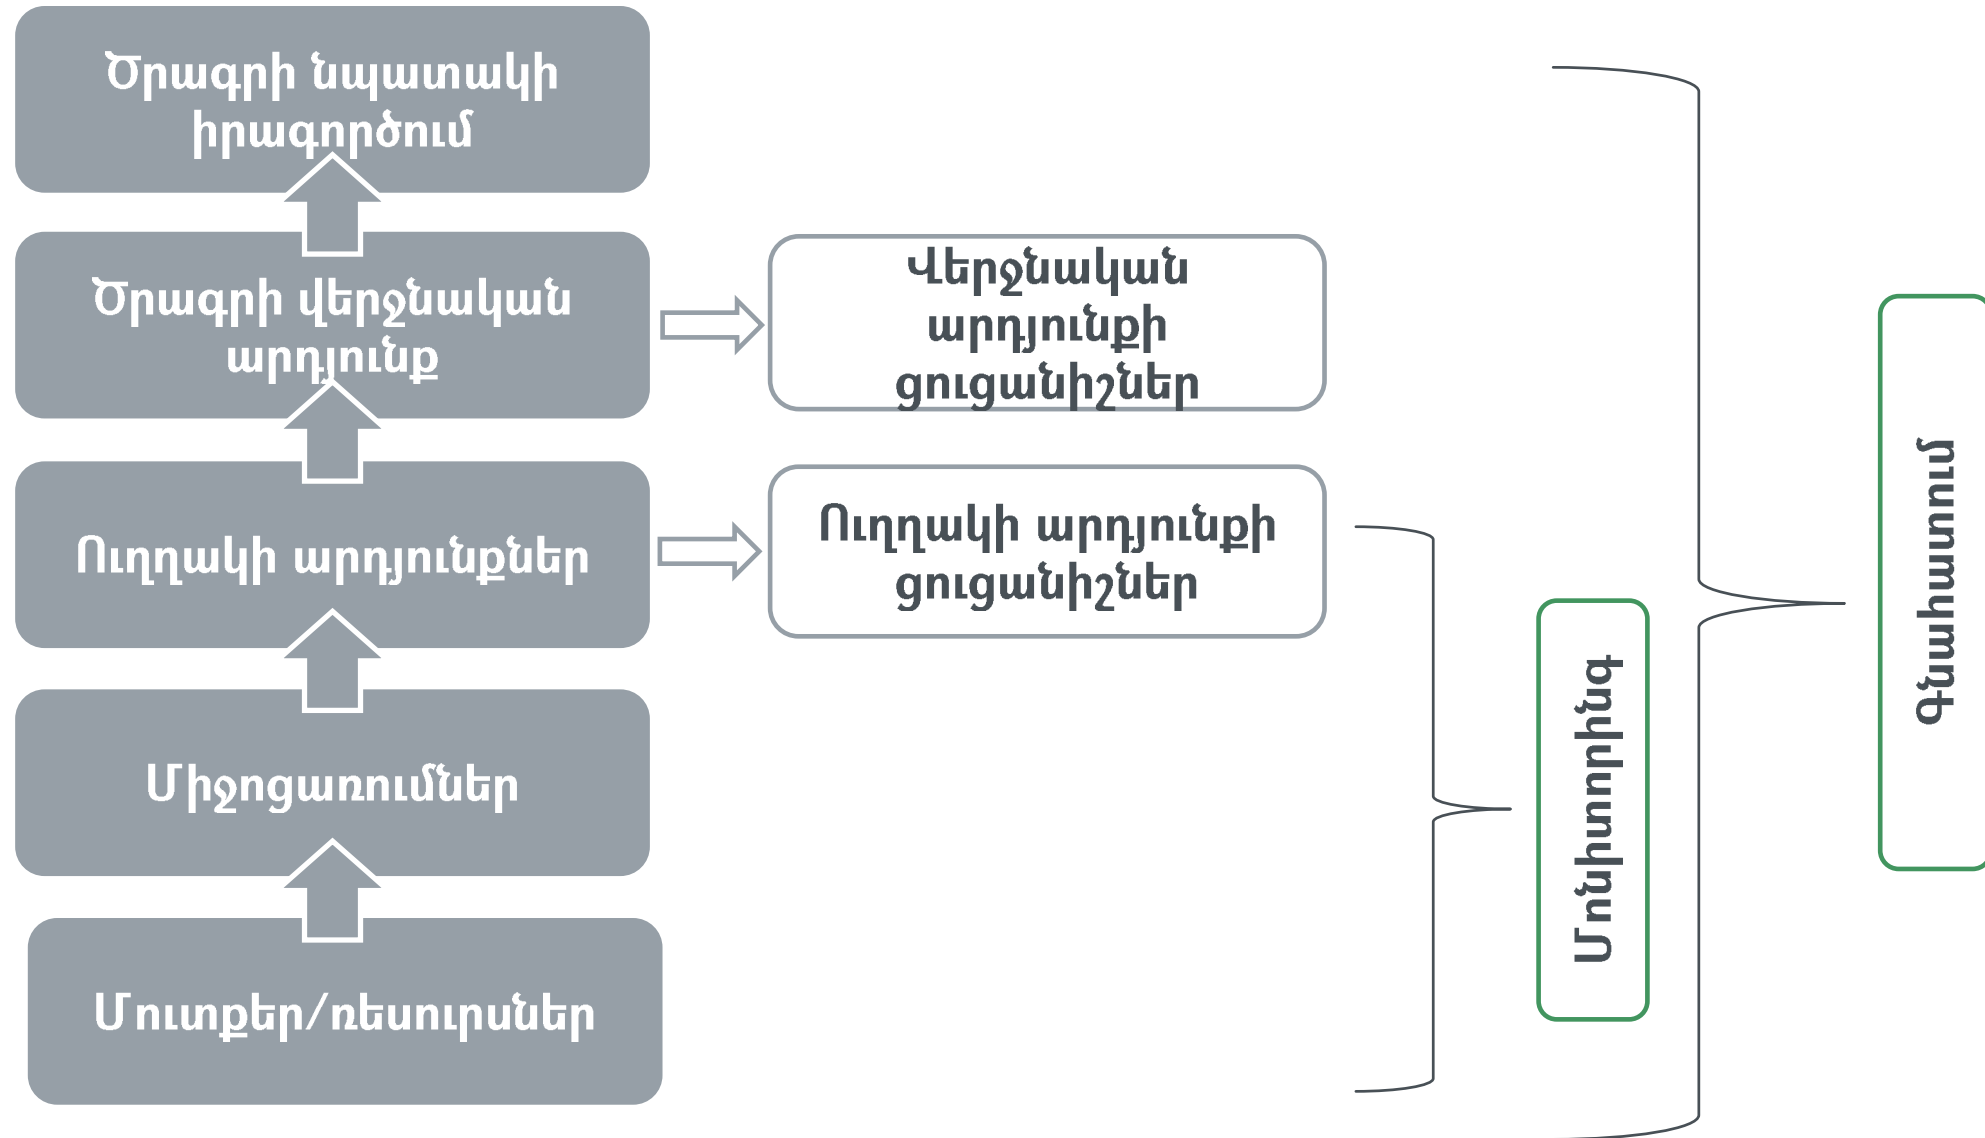 Ծրագրի նպատակի
իրագործում
Ծրագրի վերջնական
արդյունք
Վերջնական
արդյունքի
ցուցանիշներ
Ուղղակի արդյունքներ
Ուղղակի արդյունքի
ցուցանիշներ
Միջոցառումներ
Մուտքեր/ռեսուրսներ
Մոնիտորինգ
Գնահատում